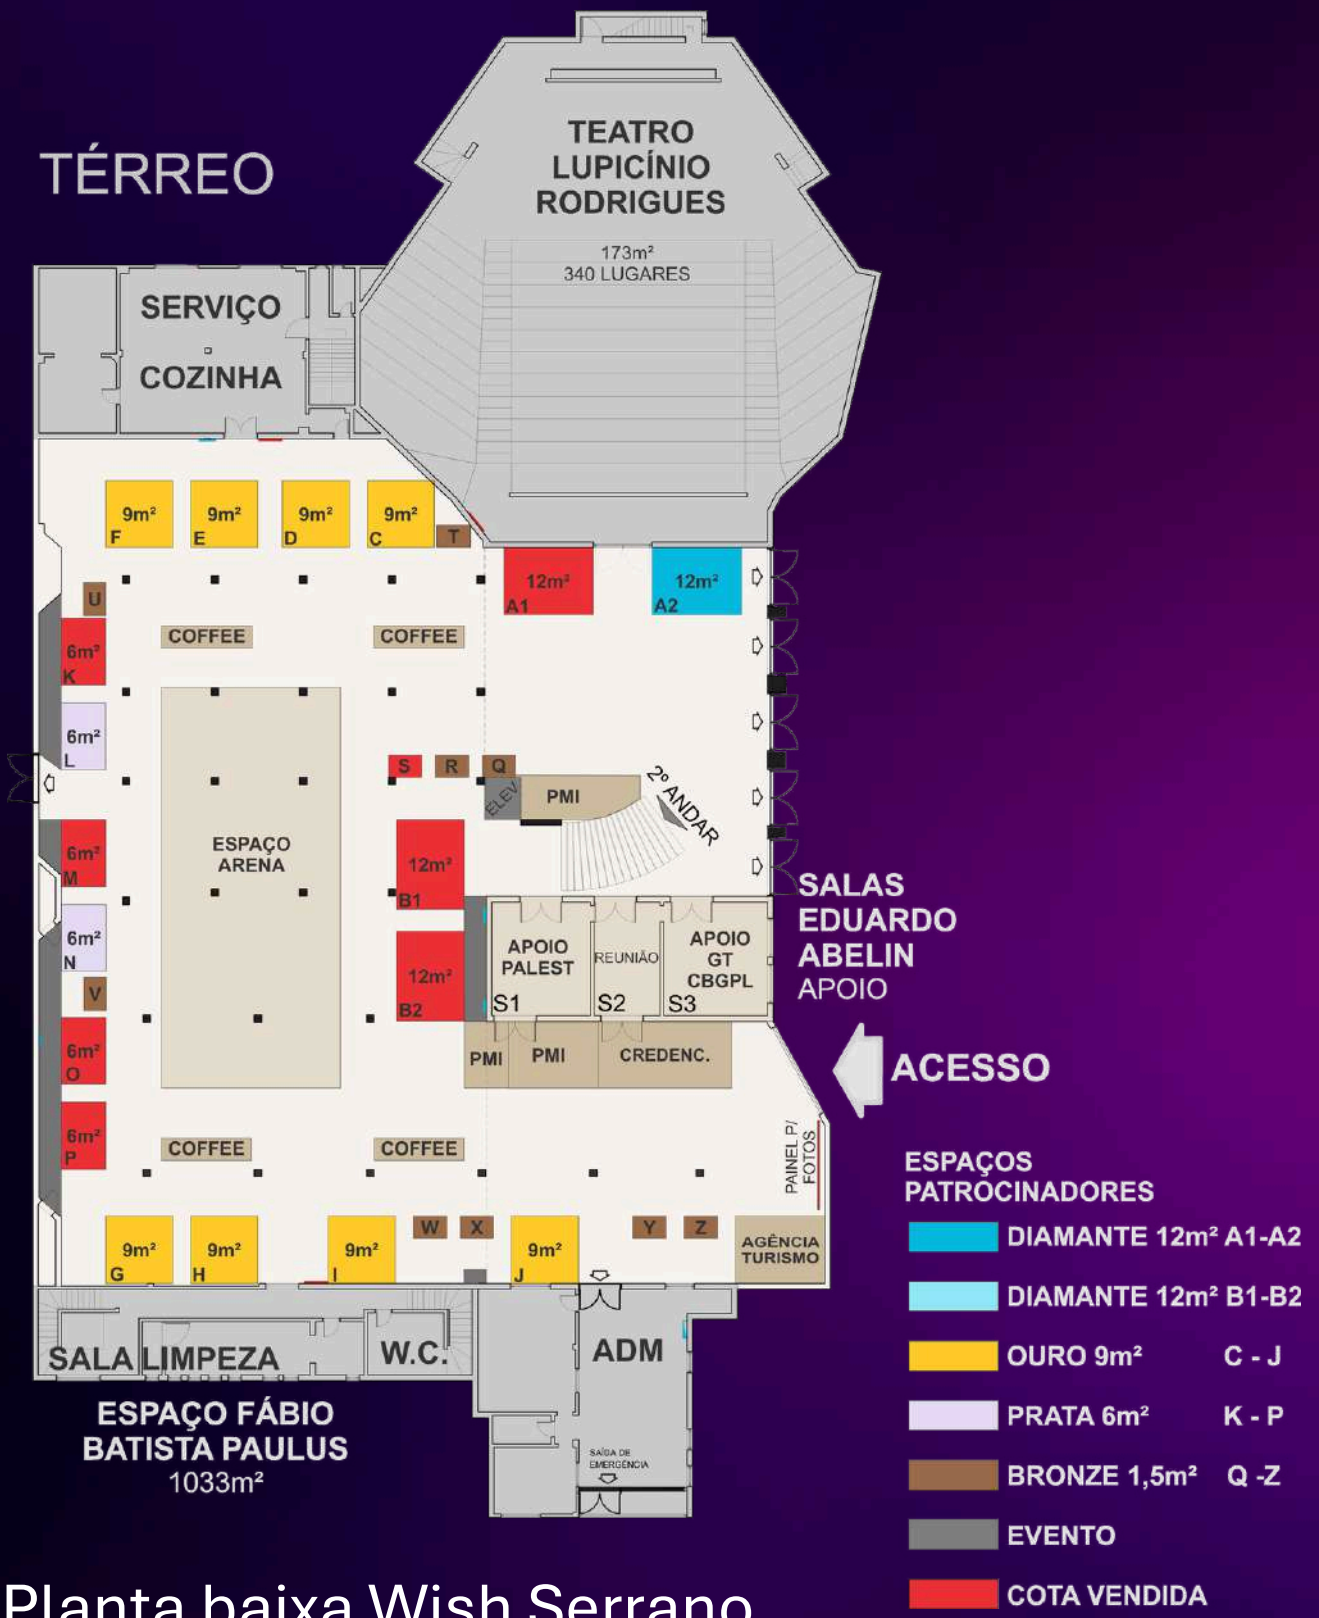 TÉRREO
TEATRO
LUPICÍNIO
RODRIGUES
173m²
340 LUGARES
SERVIÇO
COZINHA
9m²
F
9m²
E
9m²
D
9m²
C
T
12m²
A1
12m²
A2
U
COFFEE
COFFEE
6m²
K
6m²
L
S
R
Q
ELEV
PMI
2º ANDAR
ESPAÇO
ARENA
6m²
M
12m²
B1
6m²
N
12m²
B2
V
APOIO
PALEST
S1
REUNIÃO
S2
APOIO
GT
CBGPL
S3
SALAS
EDUARDO
ABELIN
APOIO
6m²
O
PMI
PMI
CREDENC.
ACESSO
6m²
P
COFFEE
COFFEE
PAINEL P/
FOTOS
9m²
G
9m²
H
9m²
I
W
X
9m²
J
Y
Z
AGÊNCIA
TURISMO
SALA LIMPEZA
W.C.
ADM
SAÍDA DE
EMERGÊNCIA
ESPAÇO FÁBIO
BATISTA PAULUS
1033m²
ESPAÇOS
PATROCINADORES
DIAMANTE 12m² A1-A2
DIAMANTE 12m² B1-B2
OURO 9m² C - J
PRATA 6m² K - P
BRONZE 1,5m² Q -Z
EVENTO
COTA VENDIDA
Planta baixa Wish Serrano